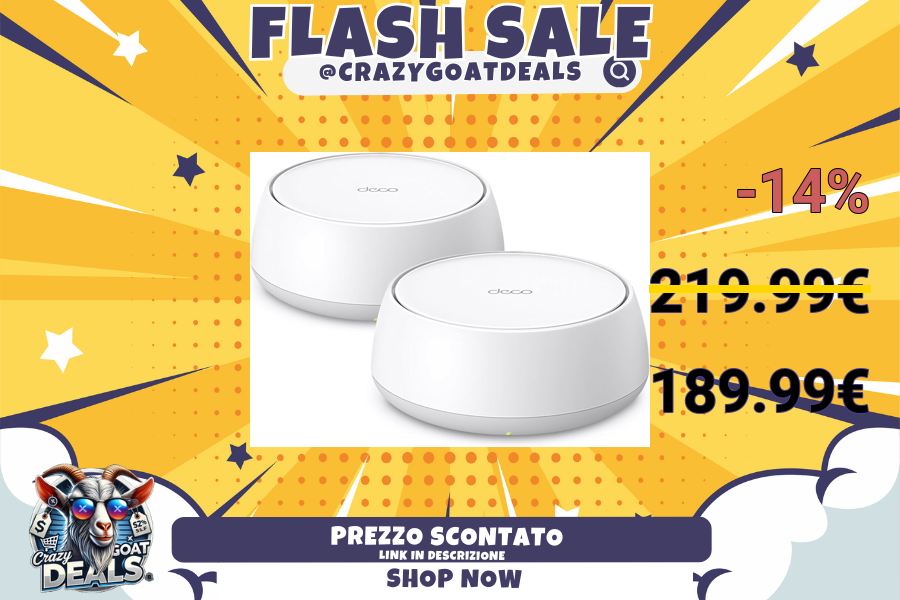 FLASH SALE
@CRAZYGOATDEALS
-14%
219.99€
189.99€
deco
deco
PREZZO SCONTATO
LINK IN DESCRIZIONE
SHOP NOW
$
52%
Crazy
GOAT
DEALS